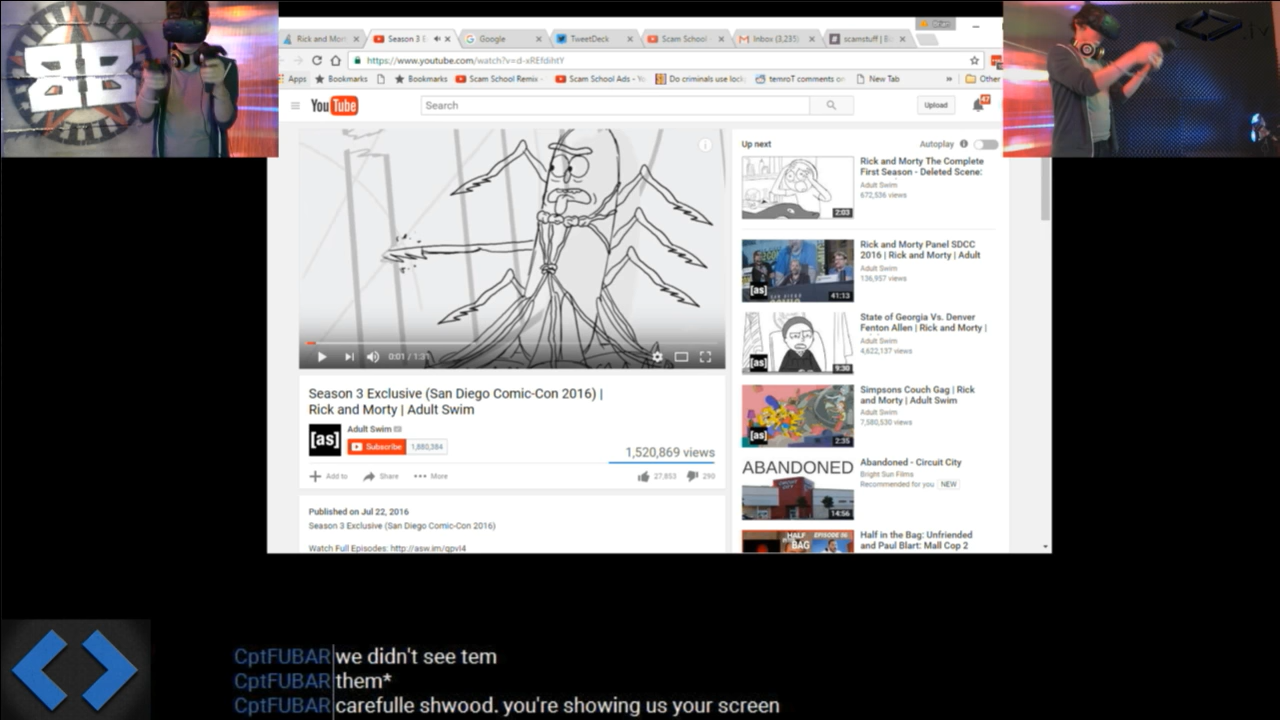 Rick and Mor
Season 3 E
Google
TweetDeck
Scam School
Inbox (3,235)
scamstuff | B
https://www.youtube.com/watch?v=d-xREfdihtY
Apps
Bookmarks
Bookmarks
Scam School Remix -
Scam School Ads - Yo
Do criminals use lock
temroT comments on
New Tab
»
Other
YouTube
Search
Upload
47
0:01 / 1:31
Season 3 Exclusive (San Diego Comic-Con 2016) |
Rick and Morty | Adult Swim
[as]
Adult Swim
Subscribe
1,520,869 views
Add to
Share
More
27,853
290
Published on Jul 22, 2016
Season 3 Exclusive (San Diego Comic-Con 2016)
Watch Full Episodes: http://asw.im/qpvI4
Up next
Autoplay
Rick and Morty The Complete
First Season - Deleted Scene:
Adult Swim
672,536 views
2:03
Rick and Morty Panel SDCC
2016 | Rick and Morty | Adult
Adult Swim
136,957 views
[as]
41:13
State of Georgia Vs. Denver
Fenton Allen | Rick and Morty |
Adult Swim
4,622,137 views
[as]
9:30
Simpsons Couch Gag | Rick
and Morty | Adult Swim
Adult Swim
7,580,530 views
[as]
2:35
ABANDONED
Abandoned - Circuit City
Bright Sun Films
Recommended for you NEW
14:56
HALF
BAG
Half in the Bag: Unfriended
and Paul Blart: Mall Cop 2
CptFUBAR we didn't see tem
CptFUBAR them*
CptFUBAR carefulle shwood. you're showing us your screen